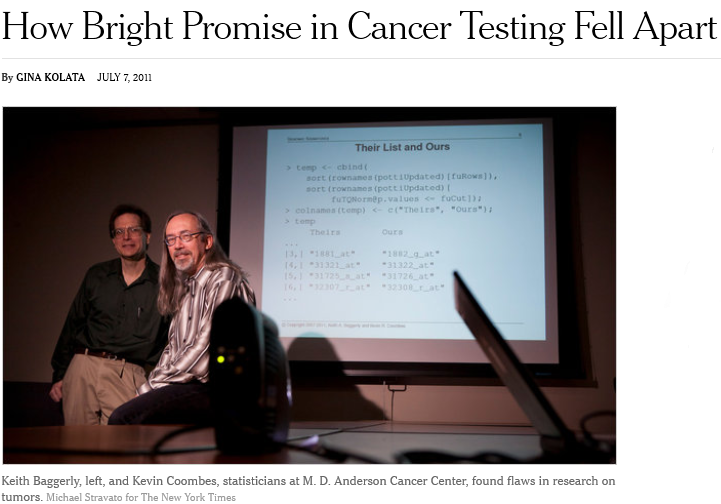 How Bright Promise in Cancer Testing Fell Apart
By GINA KOLATA JULY 7, 2011
Their List and Ours
> temp <- cbind(
sort(rownames(pottiUpdated)[fuRows]),
sort(rownames(pottiUpdated)[
fuTQNorm@p.values <= fuCut]);
> colnames(temp) <- c("Theirs", "Ours");
> temp
Theirs Ours
...
[3,] "1881_at" "1882_g_at"
[4,] "31321_at" "31322_at"
[5,] "31725_s_at" "31726_at"
[6,] "32307_r_at" "32308_r_at"
...
Keith Baggerly, left, and Kevin Coombes, statisticians at M. D. Anderson Cancer Center, found flaws in research on
tumors. Michael Stravato for The New York Times